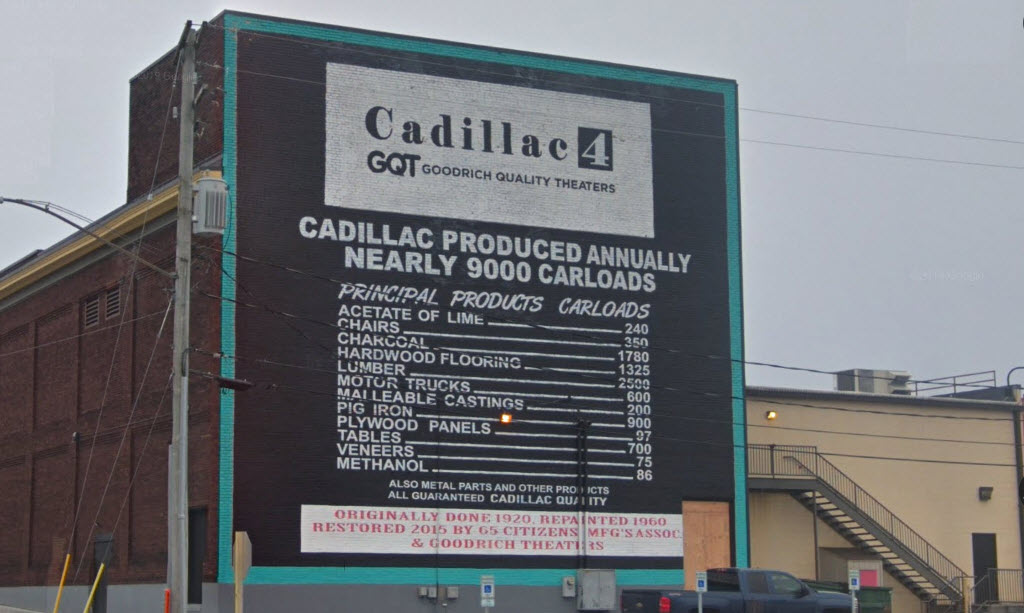 Cadillac 4
GQT GOODRICH QUALITY THEATERS
CADILLAC PRODUCED ANNUALLY
NEARLY 9000 CARLOADS
PRINCIPAL PRODUCTS CARLOADS
ACETATE OF LIME 240
CHAIRS 350
CHARCOAL 1780
HARDWOOD FLOORING 1325
LUMBER 2500
MOTOR TRUCKS 600
MALLEABLE CASTINGS 200
PIG IRON 900
PLYWOOD PANELS 97
TABLES 700
VENEERS 75
METHANOL 86
ALSO METAL PARTS AND OTHER PRODUCTS
ALL GUARANTEED CADILLAC QUALITY
ORIGINALLY DONE 1920, REPAINTED 1960
RESTORED 2015 BY 65 CITIZENS, MFG'S ASSOC.
& GOODRICH THEATERS